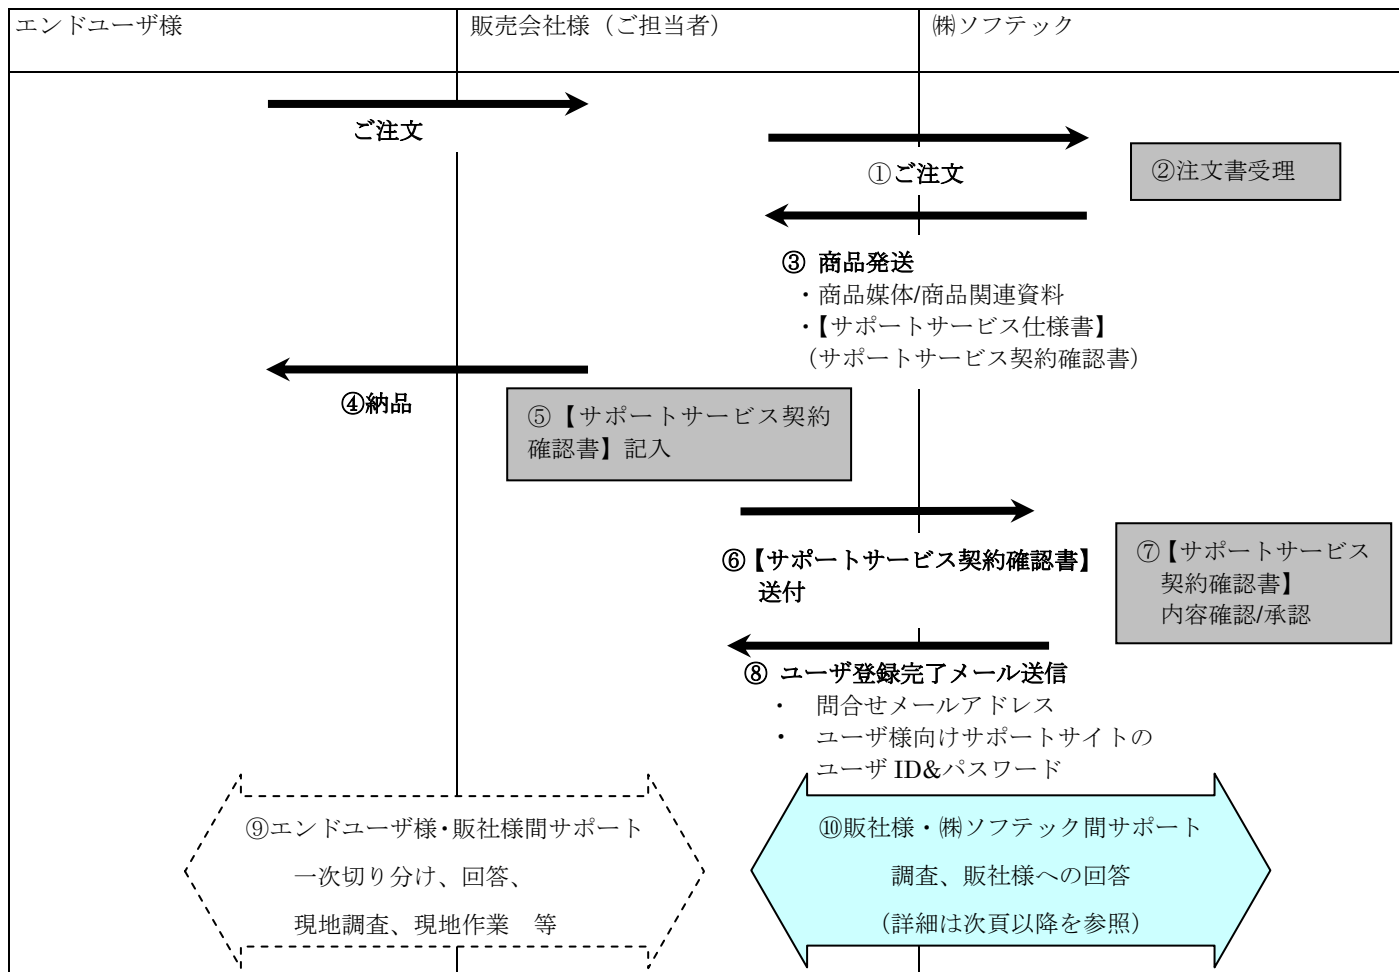 エンドユーザ様
販売会社様（ご担当者）
㈱ソフテック
ご注文
①ご注文
②注文書受理
③ 商品発送
・商品媒体/商品関連資料
・【サポートサービス仕様書】
（サポートサービス契約確認書）
④納品
⑤【サポートサービス契約
確認書】記入
⑥【サポートサービス契約確認書】
送付
⑦【サポートサービス
契約確認書】
内容確認/承認
⑧ ユーザ登録完了メール送信
・ 問合せメールアドレス
・ ユーザ様向けサポートサイトの
ユーザ ID&パスワード
⑨エンドユーザ様・販社様間サポート
一次切り分け、回答、
現地調査、現地作業　等
⑩販社様・㈱ソフテック間サポート
調査、販社様への回答
（詳細は次頁以降を参照）